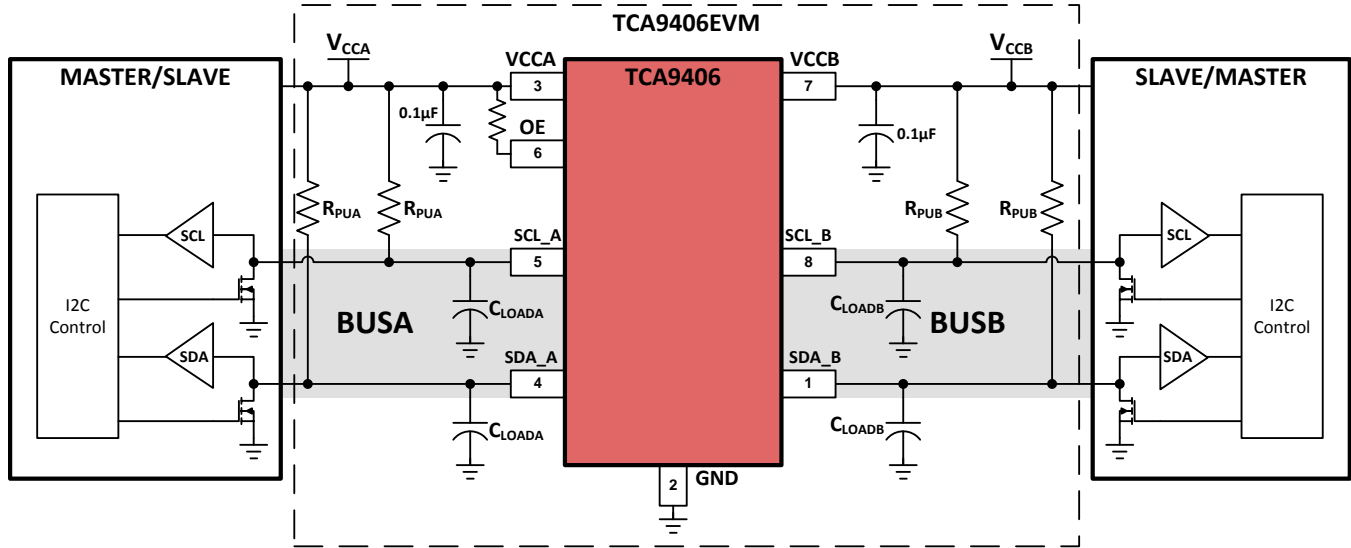 TCA9406EVM
MASTER/SLAVE
VCCA
VCCA
3
0.1µF
OE
6
RPUA
RPUA
SCL
I2C
Control
SDA
BUSA
SCL_A
5
CLOADA
SDA_A
4
CLOADA
TCA9406
2
GND
VCCB
7
VCCB
0.1µF
RPUB
RPUB
SCL_B
8
CLOADB
BUSB
SDA_B
1
CLOADB
SLAVE/MASTER
SCL
I2C
Control
SDA